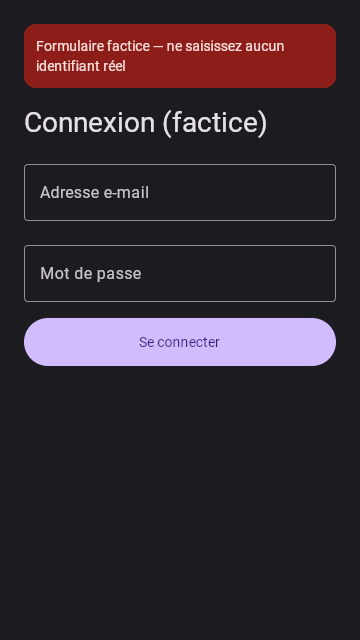 Formulaire factice — ne saisissez aucun
identifiant réel
Connexion (factice)
Adresse e-mail
Mot de passe
Se connecter